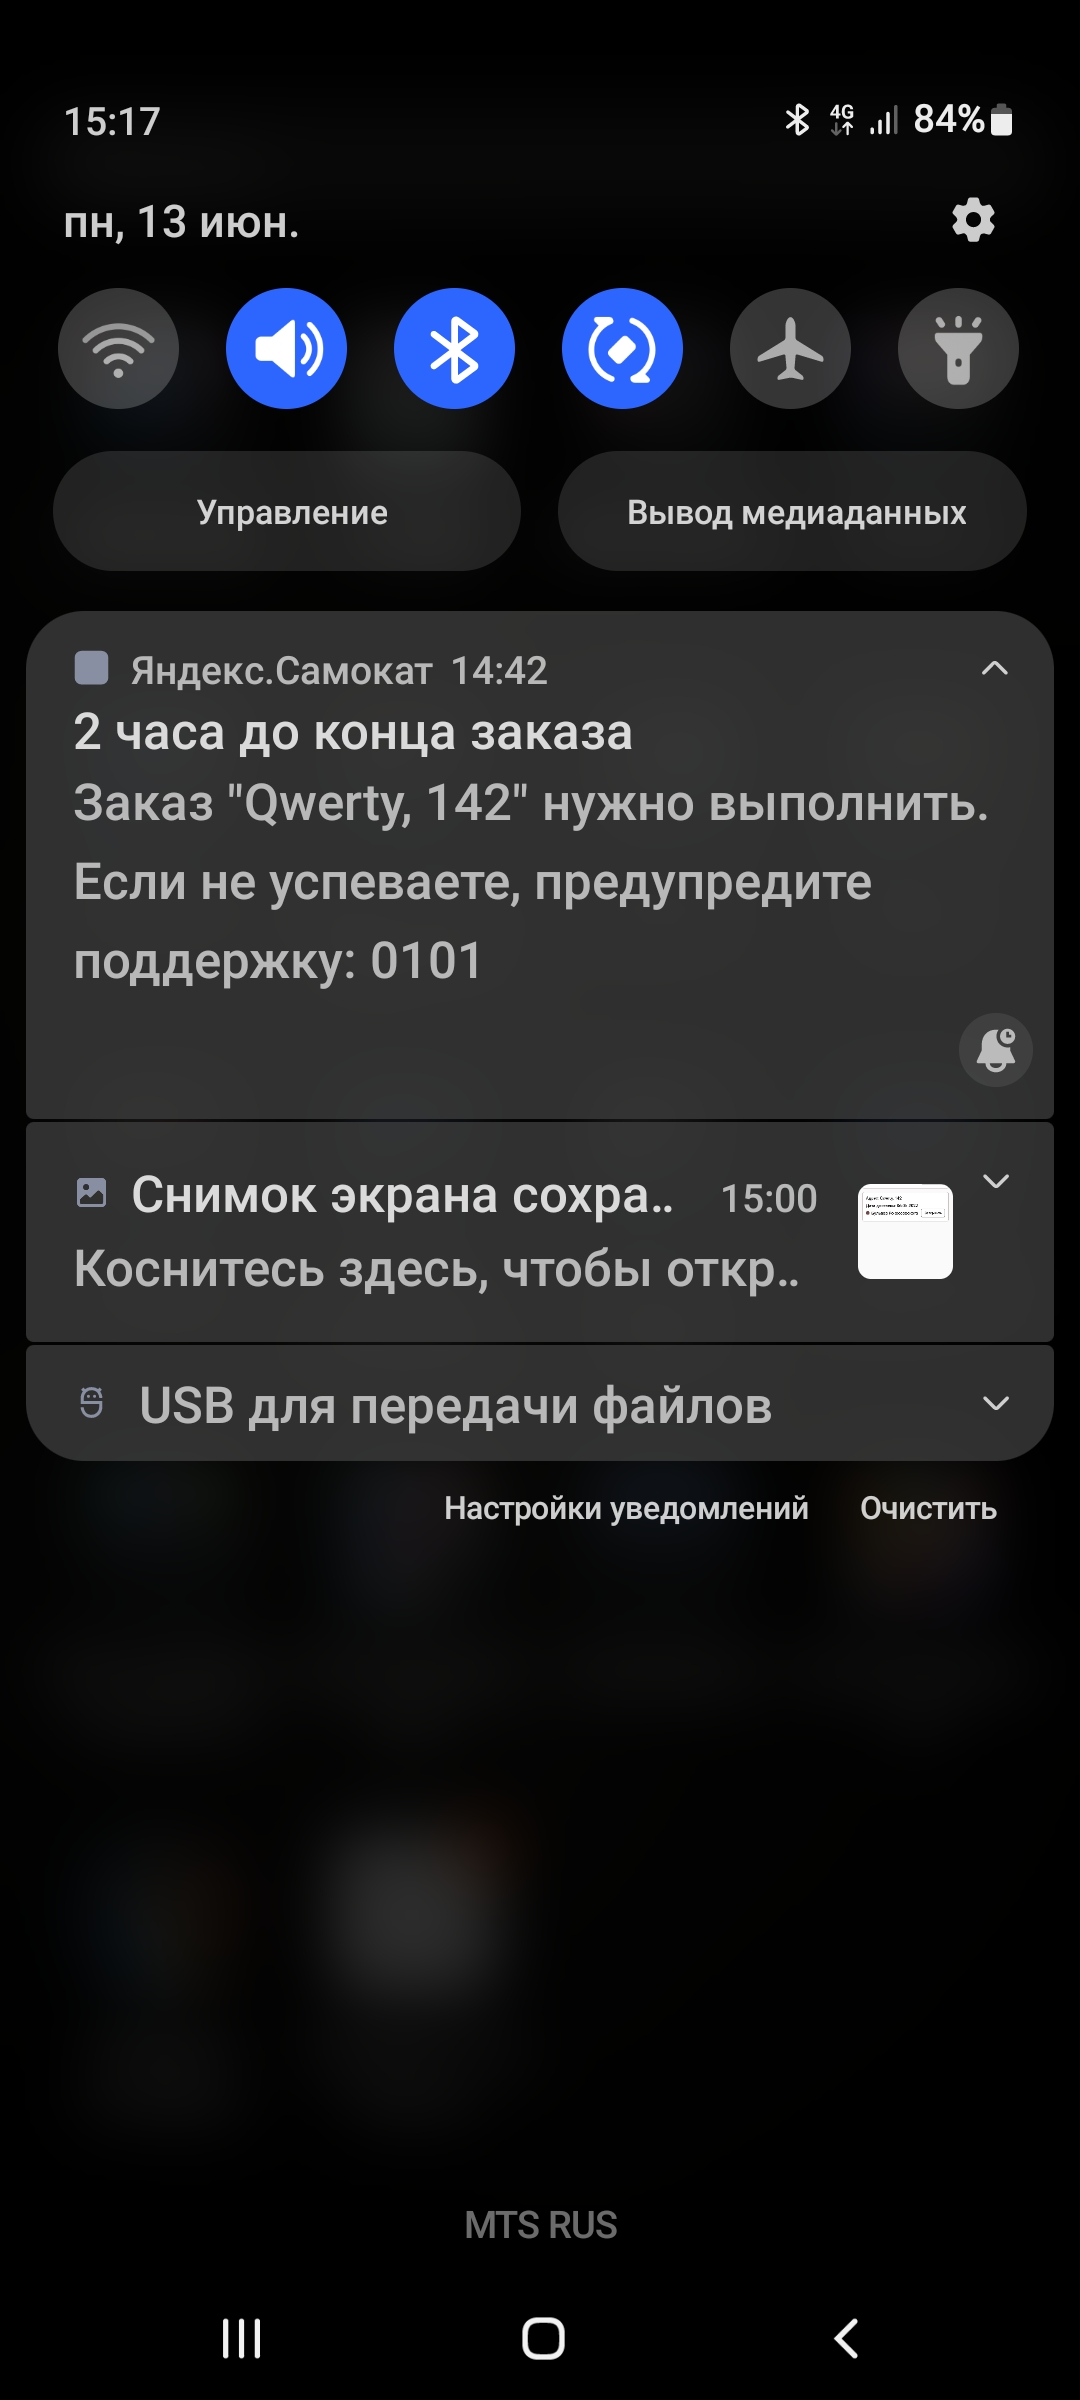 15:17
4G
84%
пн, 13 июн.
Управление
Вывод медиаданных
Яндекс.Самокат 14:42
2 часа до конца заказа
Заказ "Qwerty, 142" нужно выполнить.
Если не успеваете, предупредите
поддержку: 0101
Снимок экрана сохра.. 15:00
Коснитесь здесь, чтобы откр..
USB для передачи файлов
Настройки уведомлений Очистить
MTS RUS